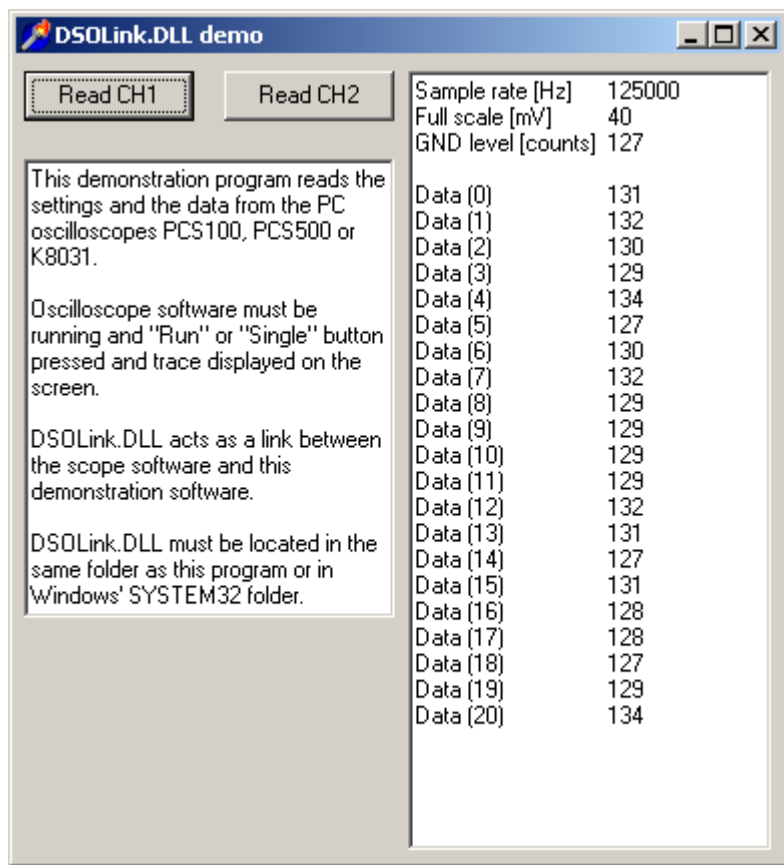 DSOLink.DLL demo
Read CH1
Read CH2
This demonstration program reads the
settings and the data from the PC
oscilloscopes PCS100, PCS500 or
K8031.
Oscilloscope software must be
running and "Run" or "Single" button
pressed and trace displayed on the
screen.
DSOLink.DLL acts as a link between
the scope software and this
demonstration software.
DSOLink.DLL must be located in the
same folder as this program or in
Windows' SYSTEM32 folder.
Sample rate [Hz] 125000
Full scale [mV] 40
GND level [counts] 127
Data (0) 131
Data (1) 132
Data (2) 130
Data (3) 129
Data (4) 134
Data (5) 127
Data (6) 130
Data (7) 132
Data (8) 129
Data (9) 129
Data (10) 129
Data (11) 129
Data (12) 132
Data (13) 131
Data (14) 127
Data (15) 131
Data (16) 128
Data (17) 128
Data (18) 127
Data (19) 129
Data (20) 134